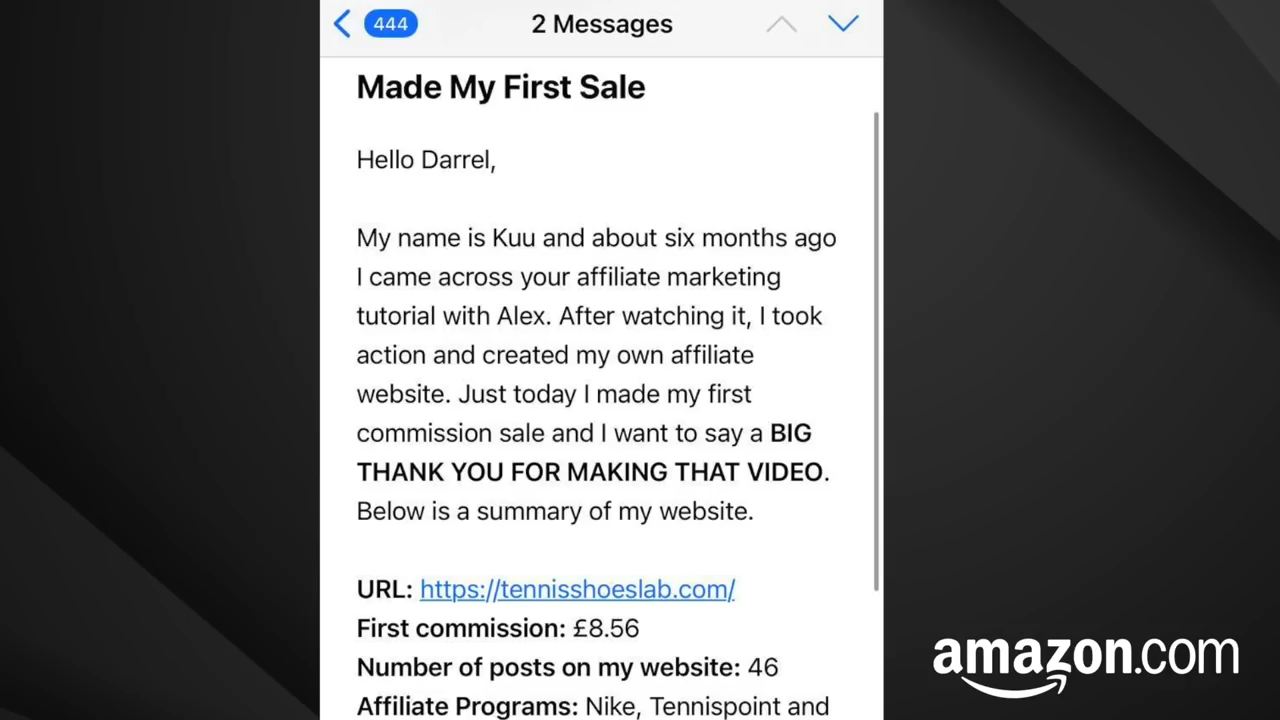 444
2 Messages
Made My First Sale
Hello Darrel,
My name is Kuu and about six months ago
I came across your affiliate marketing
tutorial with Alex. After watching it, I took
action and created my own affiliate
website. Just today I made my first
commission sale and I want to say a BIG
THANK YOU FOR MAKING THAT VIDEO.
Below is a summary of my website.
URL: https://tennisshoeslab.com/
First commission: £8.56
Number of posts on my website: 46
Affiliate Programs: Nike, Tennispoint and
amazon.com